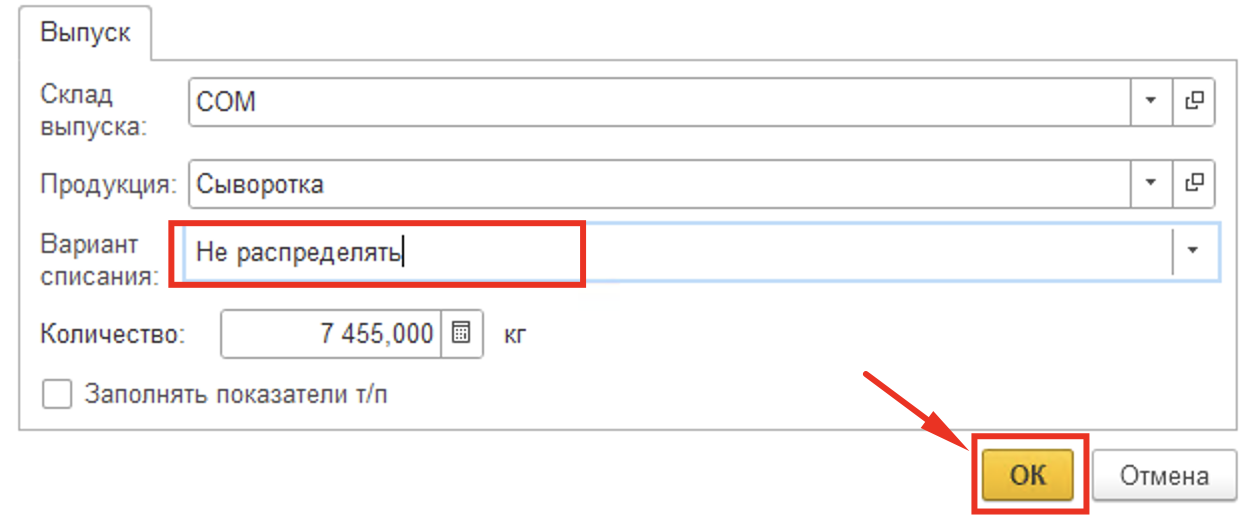 Выпуск
Склад
выпуска:
СОМ
Продукция:
Сыворотка
Вариант
списания:
Не распределять
Количество:
7 455,000
кг
Заполнять показатели т/п
ОК
Отмена